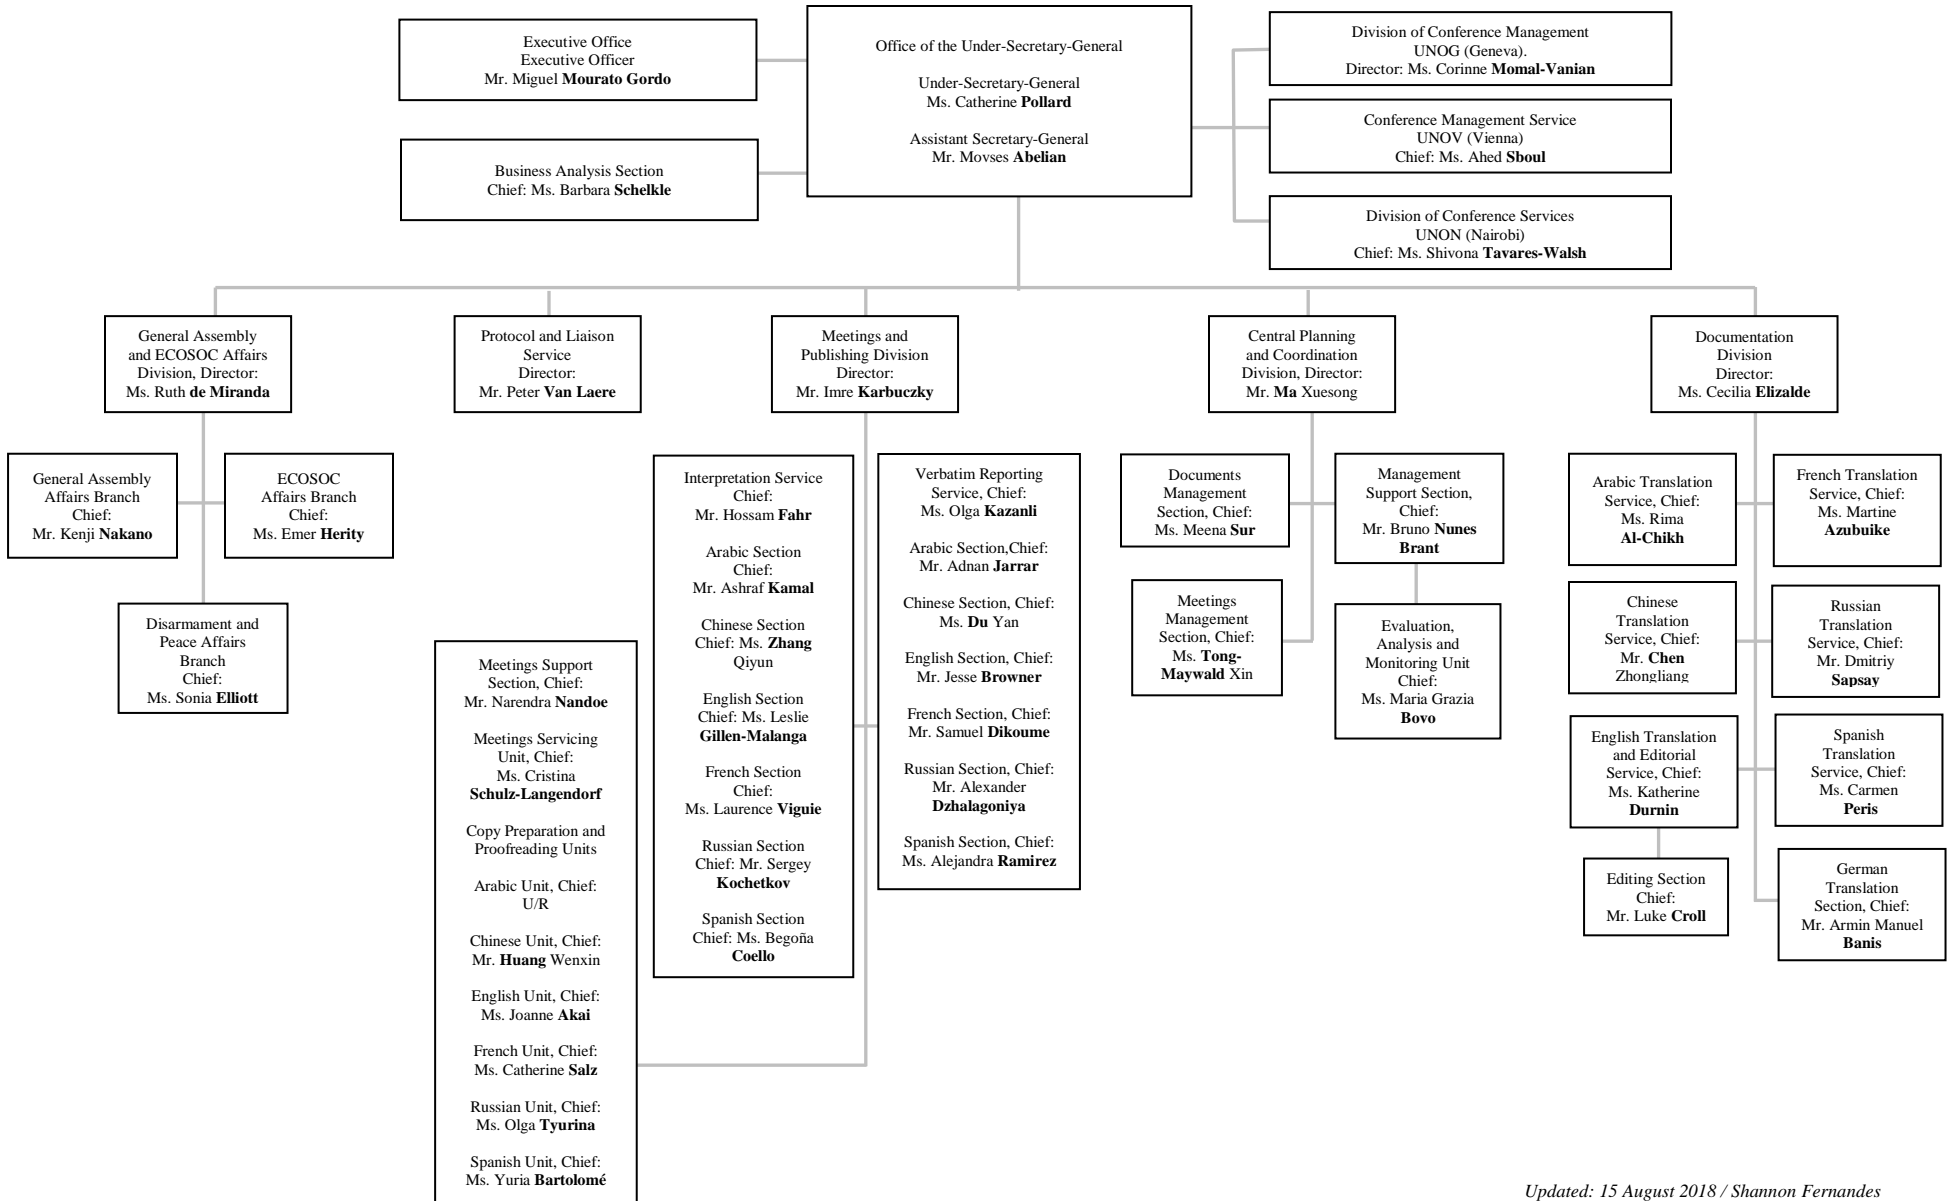 Executive Office
Executive Officer
Mr. Miguel Mourato Gordo
Business Analysis Section
Chief: Ms. Barbara Schelkle
Office of the Under-Secretary-General
Under-Secretary-General
Ms. Catherine Pollard
Assistant Secretary-General
Mr. Movses Abelian
Division of Conference Management
UNOG (Geneva).
Director: Ms. Corinne Momal-Vanian
Conference Management Service
UNOV (Vienna)
Chief: Ms. Ahed Sboul
Division of Conference Services
UNON (Nairobi)
Chief: Ms. Shivona Tavares-Walsh
General Assembly
and ECOSOC Affairs
Division, Director:
Ms. Ruth de Miranda
Protocol and Liaison
Service
Director:
Mr. Peter Van Laere
Meetings and
Publishing Division
Director:
Mr. Imre Karbuczky
Central Planning
and Coordination
Division, Director:
Mr. Ma Xuesong
Documentation
Division
Director:
Ms. Cecilia Elizalde
General Assembly
Affairs Branch
Chief:
Mr. Kenji Nakano
ECOSOC
Affairs Branch
Chief:
Ms. Emer Herity
Disarmament and
Peace Affairs
Branch
Chief:
Ms. Sonia Elliott
Meetings Support
Section, Chief:
Mr. Narendra Nandoe
Meetings Servicing
Unit, Chief:
Ms. Cristina
Schulz-Langendorf
Copy Preparation and
Proofreading Units
Arabic Unit, Chief:
U/R
Chinese Unit, Chief:
Mr. Huang Wenxin
English Unit, Chief:
Ms. Joanne Akai
French Unit, Chief:
Ms. Catherine Salz
Russian Unit, Chief:
Ms. Olga Tyurina
Spanish Unit, Chief:
Ms. Yuria Bartolomé
Interpretation Service
Chief:
Mr. Hossam Fahr
Arabic Section
Chief:
Mr. Ashraf Kamal
Chinese Section
Chief: Ms. Zhang
Qiyun
English Section
Chief: Ms. Leslie
Gillen-Malanga
French Section
Chief:
Ms. Laurence Viguie
Russian Section
Chief: Mr. Sergey
Kochetkov
Spanish Section
Chief: Ms. Begoña
Coello
Verbatim Reporting
Service, Chief:
Ms. Olga Kazanli
Arabic Section,Chief:
Mr. Adnan Jarrar
Chinese Section, Chief:
Ms. Du Yan
English Section, Chief:
Mr. Jesse Browner
French Section, Chief:
Mr. Samuel Dikoume
Russian Section, Chief:
Mr. Alexander
Dzhalagoniya
Spanish Section, Chief:
Ms. Alejandra Ramirez
Documents
Management
Section, Chief:
Ms. Meena Sur
Management
Support Section,
Chief:
Mr. Bruno Nunes
Brant
Meetings
Management
Section, Chief:
Ms. Tong-
Maywald Xin
Evaluation,
Analysis and
Monitoring Unit
Chief:
Ms. Maria Grazia
Bovo
Arabic Translation
Service, Chief:
Ms. Rima
Al-Chikh
French Translation
Service, Chief:
Ms. Martine
Azubuike
Chinese
Translation
Service, Chief:
Mr. Chen
Zhongliang
Russian
Translation
Service, Chief:
Mr. Dmitriy
Sapsay
English Translation
and Editorial
Service, Chief:
Ms. Katherine
Durnin
Spanish
Translation
Service, Chief:
Ms. Carmen
Peris
Editing Section
Chief:
Mr. Luke Croll
German
Translation
Section, Chief:
Mr. Armin Manuel
Banis
Updated: 15 August 2018 / Shannon Fernandes